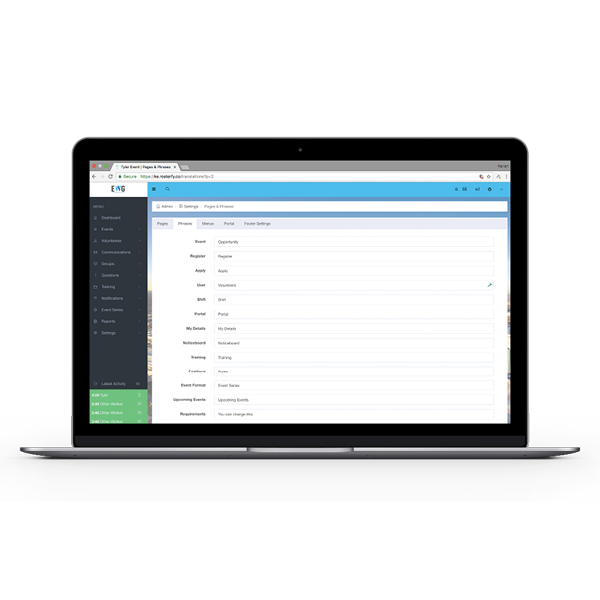 Tyler Event | Pages & Phrases
Secure https://ke.rosterfy.co/translations?p=2
EWG
Admin Settings Pages & Phrases
MENU
Dashboard
Events
Volunteers
Communications
Groups
Questions
Training
Notifications
Event Series
Reports
Settings
Latest Activity
Pages Phrases Menus Portal Footer Settings
Event Opportunity
Register Register
Apply Apply
User Volunteers
Shift Shift
Portal Portal
My Details My Details
Noticeboard Noticeboard
Training Training
Event Format Event Series
Upcoming Events Upcoming Events
Requirements You can change this